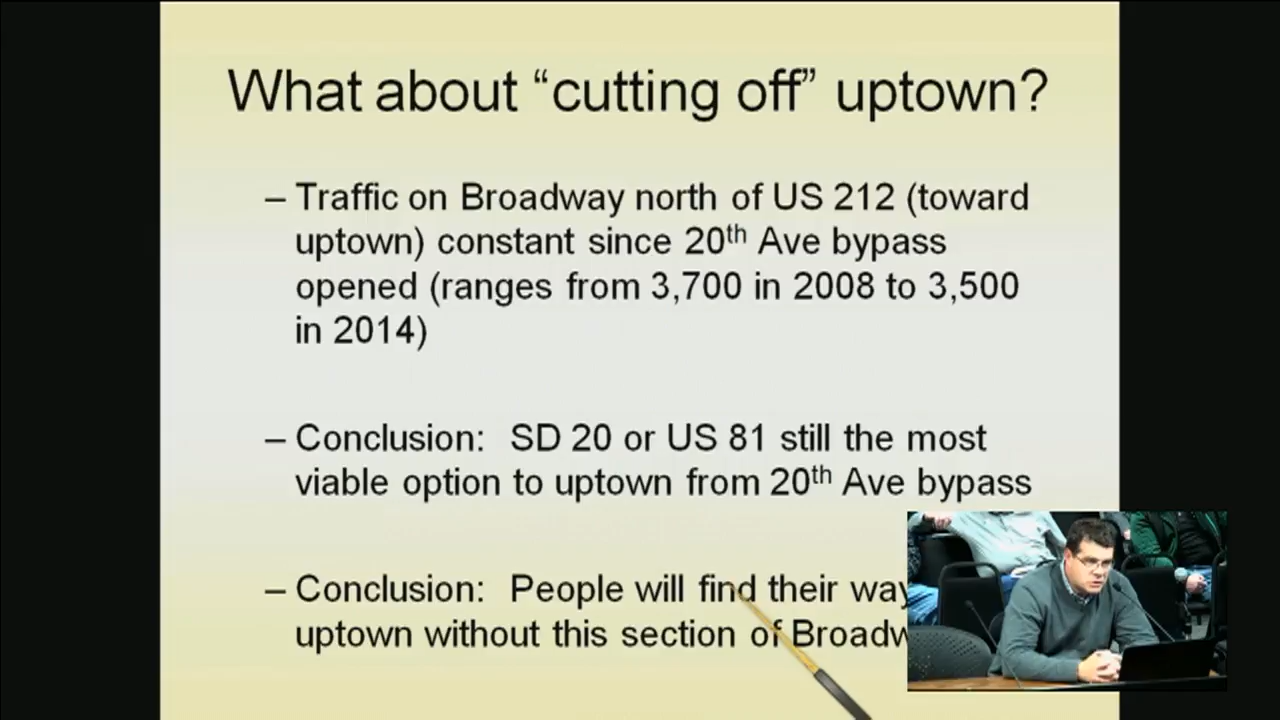 What about “cutting off” uptown?
– Traffic on Broadway north of US 212 (toward
uptown) constant since 20th Ave bypass
opened (ranges from 3,700 in 2008 to 3,500
in 2014)
– Conclusion: SD 20 or US 81 still the most
viable option to uptown from 20th Ave bypass
– Conclusion: People will find their way
uptown without this section of